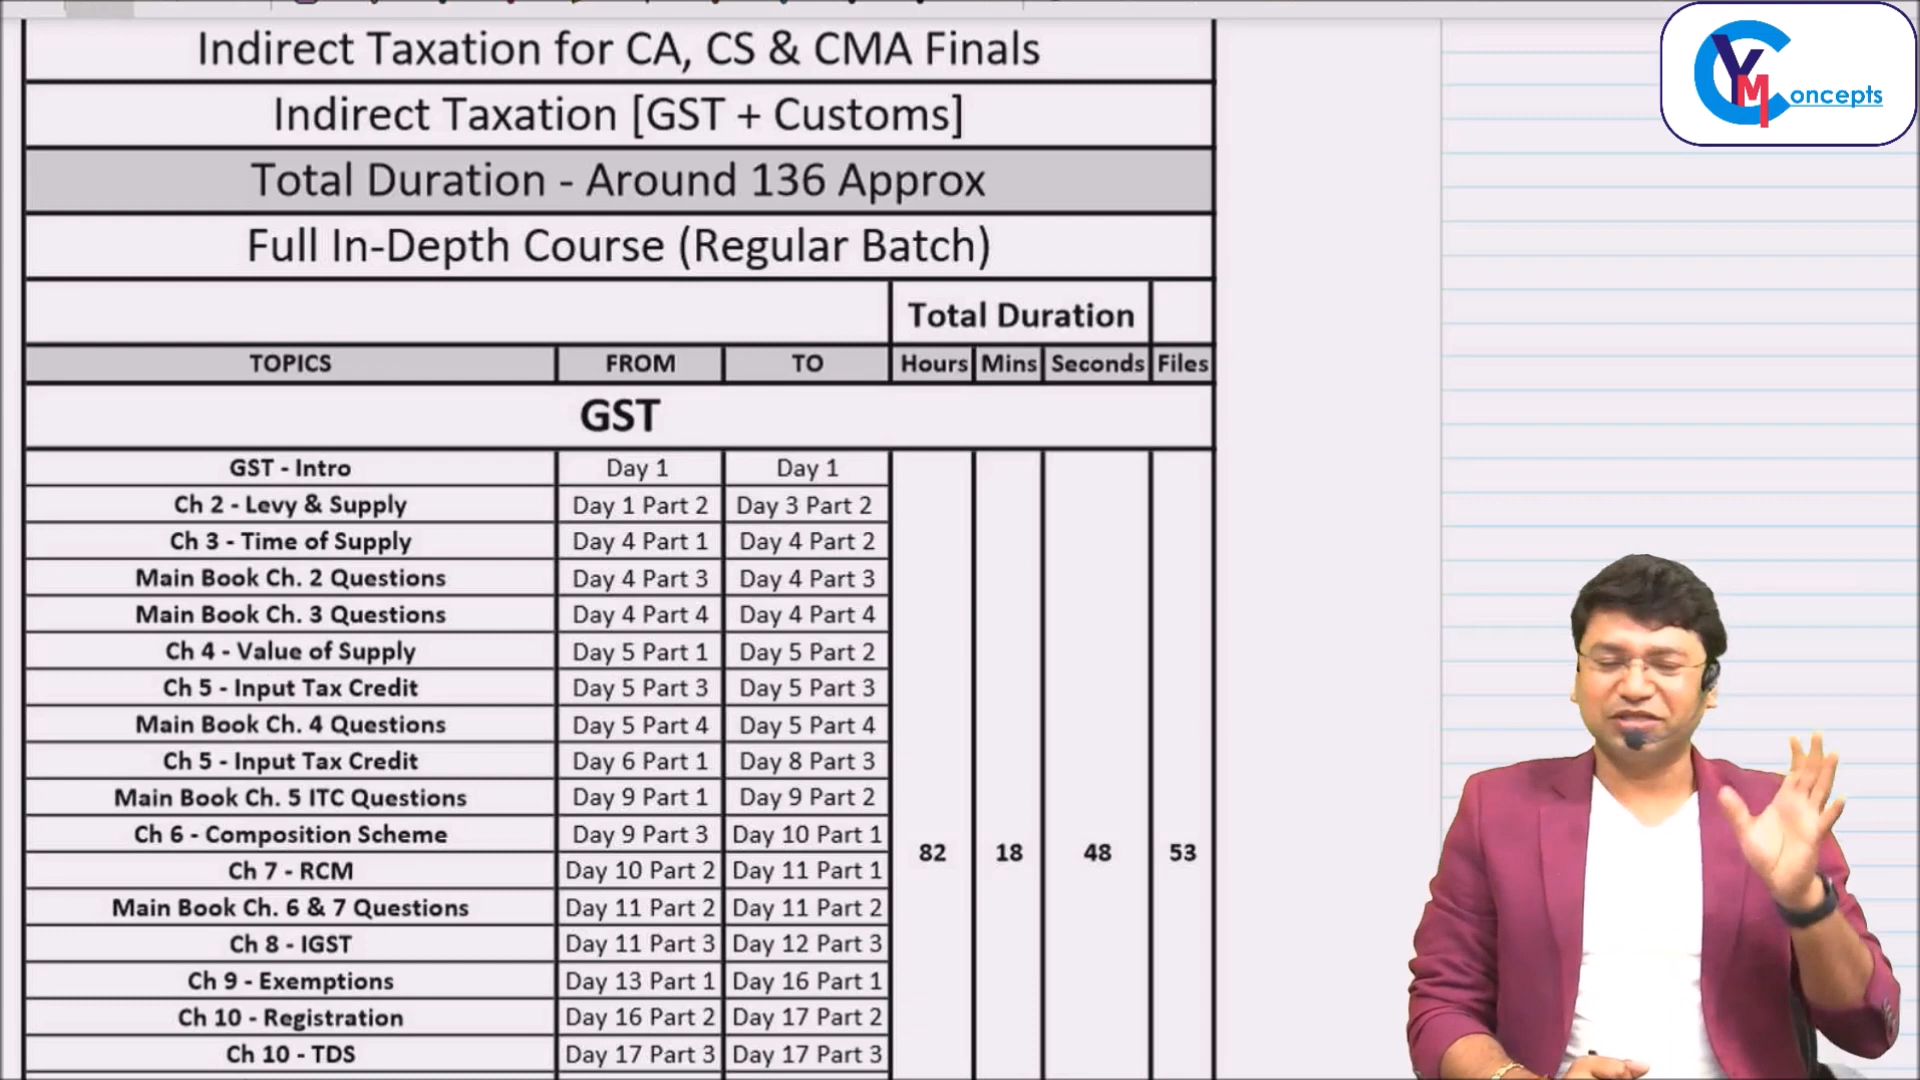 Indirect Taxation for CA, CS & CMA Finals
Indirect Taxation [GST + Customs]
Total Duration - Around 136 Approx
Full In-Depth Course (Regular Batch)
Total Duration
TOPICS FROM TO Hours Mins Seconds Files
GST
GST - Intro Day 1 Day 1
Ch 2 - Levy & Supply Day 1 Part 2 Day 3 Part 2
Ch 3 - Time of Supply Day 4 Part 1 Day 4 Part 2
Main Book Ch. 2 Questions Day 4 Part 3 Day 4 Part 3
Main Book Ch. 3 Questions Day 4 Part 4 Day 4 Part 4
Ch 4 - Value of Supply Day 5 Part 1 Day 5 Part 2
Ch 5 - Input Tax Credit Day 5 Part 3 Day 5 Part 3
Main Book Ch. 4 Questions Day 5 Part 4 Day 5 Part 4
Ch 5 - Input Tax Credit Day 6 Part 1 Day 8 Part 3
Main Book Ch. 5 ITC Questions Day 9 Part 1 Day 9 Part 2
Ch 6 - Composition Scheme Day 9 Part 3 Day 10 Part 1
82 18 48 53
Ch 7 - RCM Day 10 Part 2 Day 11 Part 1
Main Book Ch. 6 & 7 Questions Day 11 Part 2 Day 11 Part 2
Ch 8 - IGST Day 11 Part 3 Day 12 Part 3
Ch 9 - Exemptions Day 13 Part 1 Day 16 Part 1
Ch 10 - Registration Day 16 Part 2 Day 17 Part 2
Ch 10 - TDS Day 17 Part 3 Day 17 Part 3
YM Concepts